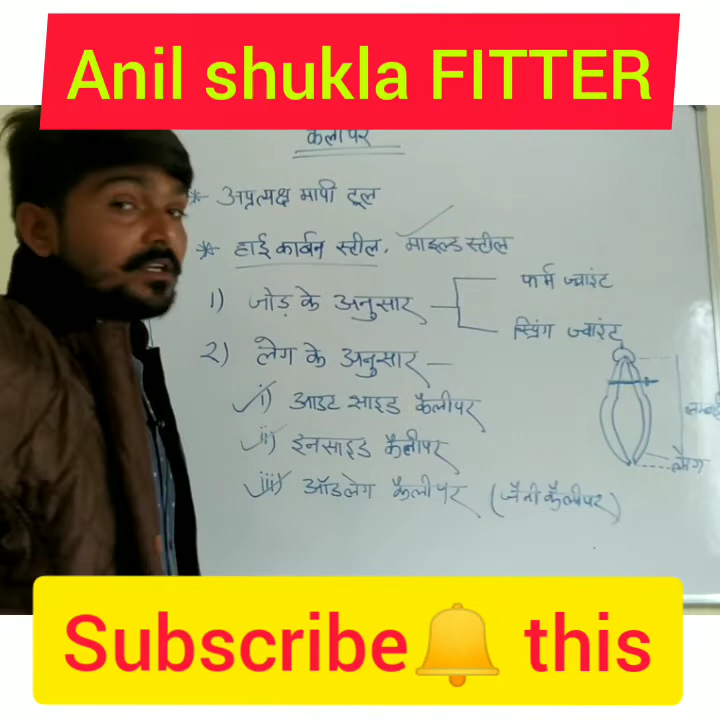 Anil shukla FITTER
कैलीपर
* अप्रत्यक्ष मापी टूल
* हाई कार्बन स्टील, माइल्ड स्टील
1) जोड़ के अनुसार
फर्म ज्वाइंट
स्प्रिंग ज्वाइंट
2) लेग के अनुसार –
i) आउट साइड कैलीपर
ii) इनसाइड कैलीपर
iii) ऑडलेग कैलीपर (जैनी कैलीपर)
लम्बाई
लेग
Subscribe🔔 this